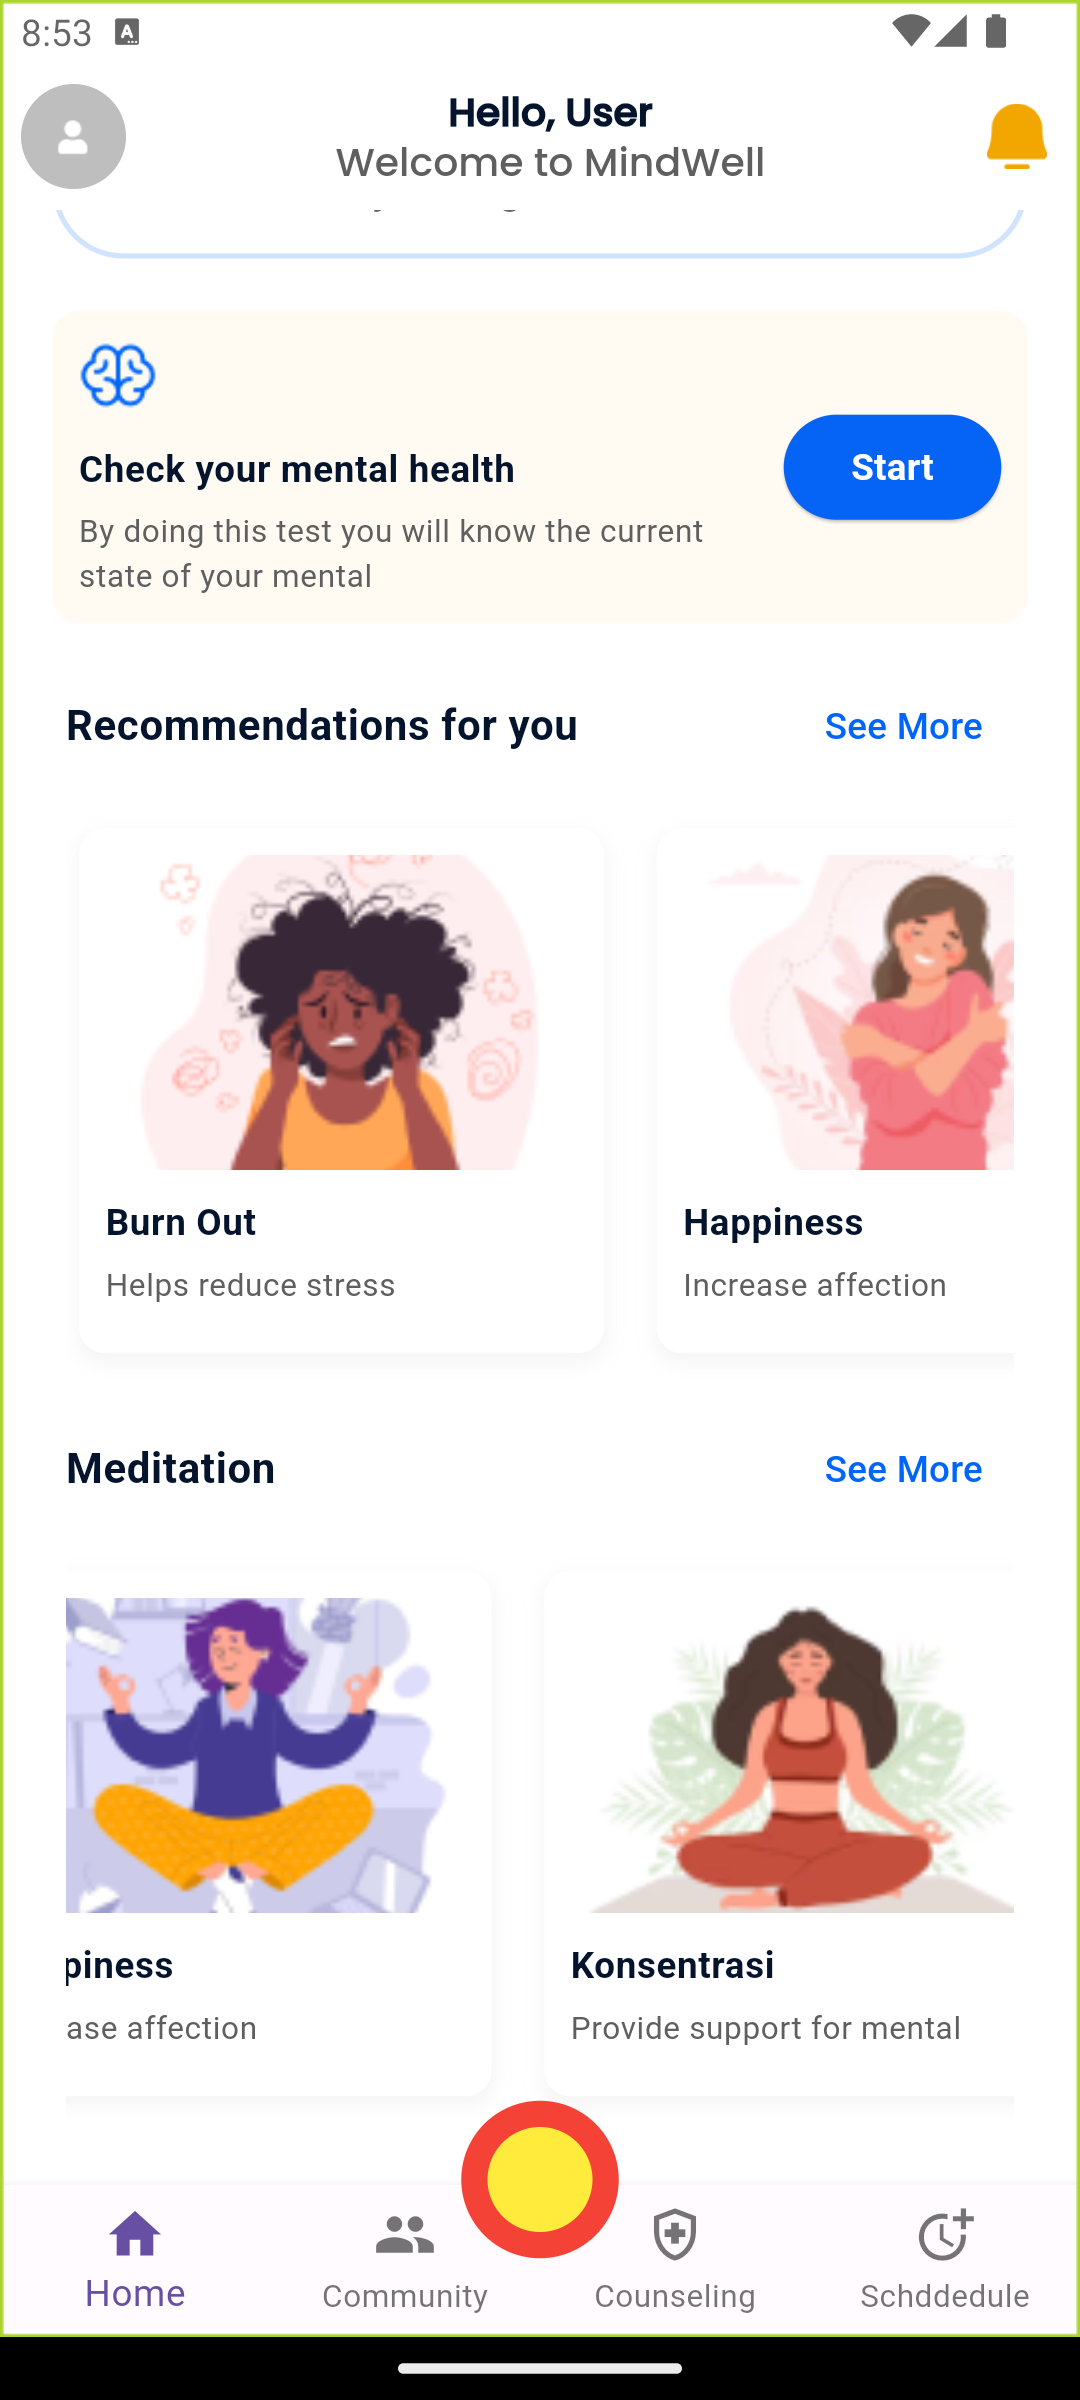 8:53
Hello, User
Welcome to MindWell
Check your mental health
By doing this test you will know the current
state of your mental
Start
Recommendations for you
See More
Burn Out
Helps reduce stress
Happiness
Increase affection
Meditation
See More
piness
ase affection
Konsentrasi
Provide support for mental
Home
Community
Counseling
Schddedule